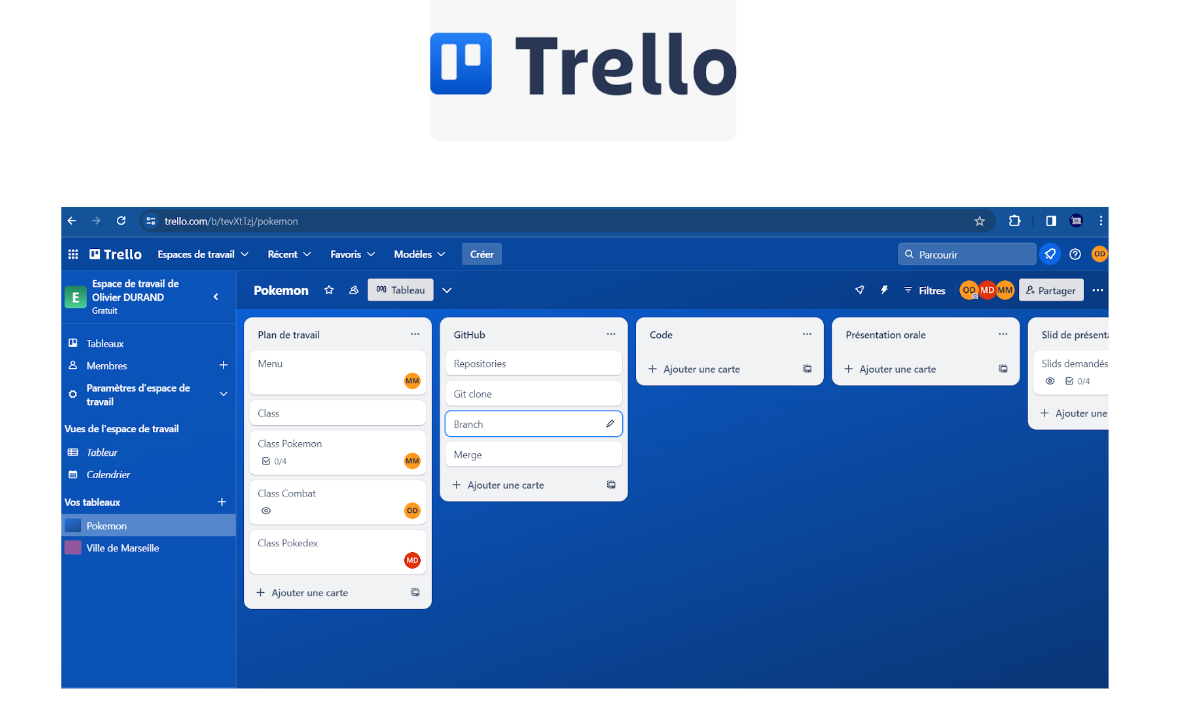 Trello
trello.com/b/tevXtTzj/pokemon
Trello Espaces de travail Récent Favoris Modèles Créer Parcourir OD
E Espace de travail de
Olivier DURAND
Gratuit
Pokemon Tableau Filtres OD MD MM Partager
Tableaux
Membres
Paramètres d'espace de
travail
Vues de l'espace de travail
Tableur
Calendrier
Vos tableaux
Pokemon
Ville de Marseille
Plan de travail
Menu
MM
Class
Class Pokemon
0/4 MM
Class Combat
OD
Class Pokedex
MD
Ajouter une carte
GitHub
Repositories
Git clone
Branch
Merge
Ajouter une carte
Code
Ajouter une carte
Présentation orale
Ajouter une carte
Slid de présenta
Slids demandés
0/4
Ajouter une